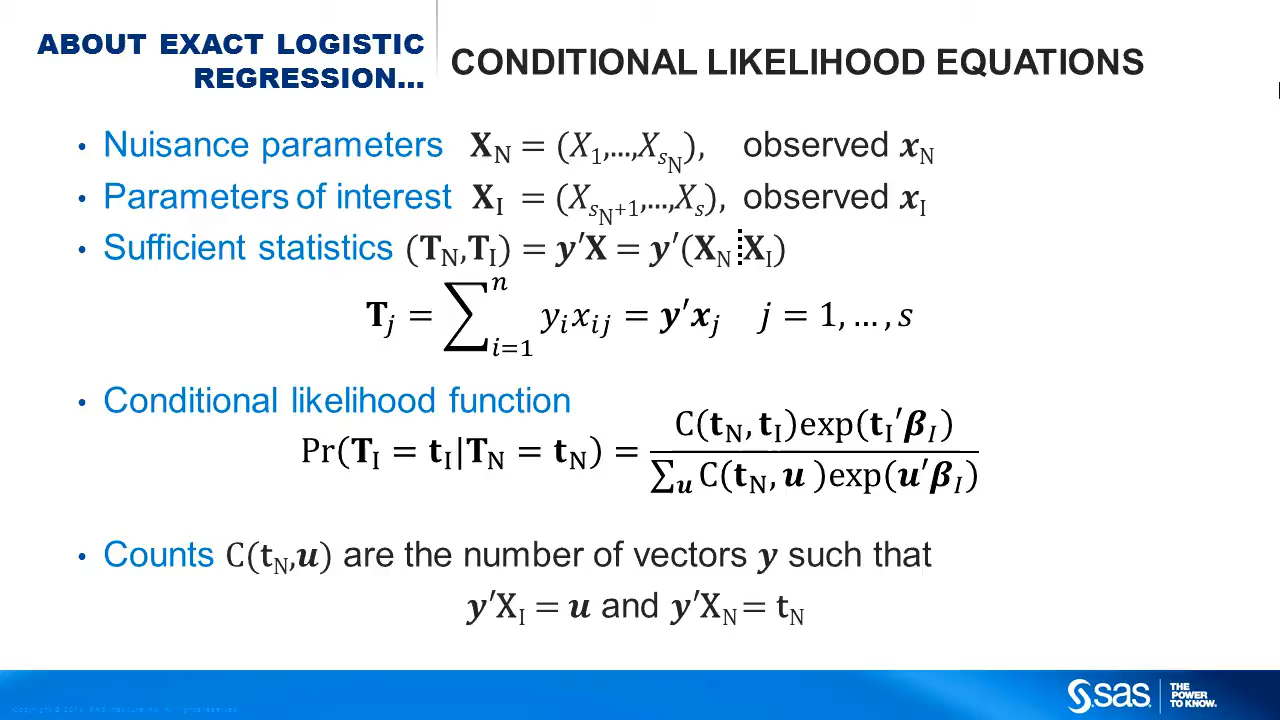 ABOUT EXACT LOGISTIC
REGRESSION...
CONDITIONAL LIKELIHOOD EQUATIONS
• Nuisance parameters X_N = (X_1,...,X_{s_N}), observed x_N
• Parameters of interest X_I = (X_{s_N+1},...,X_s), observed x_I
• Sufficient statistics (T_N,T_I) = y′X = y′(X_N ⋮ X_I)
T_j = ∑_{i=1}^{n} y_i x_{ij} = y′x_j j = 1, … , s
• Conditional likelihood function
Pr(T_I = t_I|T_N = t_N) = C(t_N, t_I)exp(t_I′β_I) / ∑_u C(t_N, u )exp(u′β_I)
• Counts C(t_N,u) are the number of vectors y such that
y′X_I = u and y′X_N = t_N
sas
THE
POWER
TO KNOW.